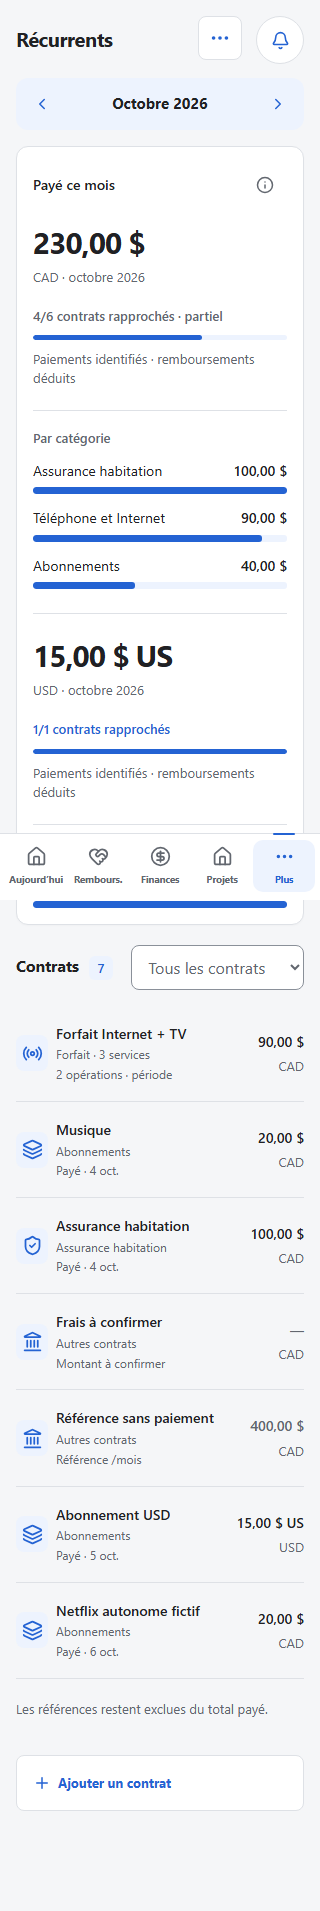 Récurrents
Octobre 2026
Payé ce mois
230,00 $
CAD · octobre 2026
4/6 contrats rapprochés · partiel
Paiements identifiés · remboursements
déduits
Par catégorie
Assurance habitation 100,00 $
Téléphone et Internet 90,00 $
Abonnements 40,00 $
15,00 $ US
USD · octobre 2026
1/1 contrats rapprochés
Paiements identifiés · remboursements
déduits
Aujourd'hui Rembours. Finances Projets Plus
Contrats 7 Tous les contrats
Forfait Internet + TV 90,00 $
Forfait · 3 services CAD
2 opérations · période
Musique 20,00 $
Abonnements CAD
Payé · 4 oct.
Assurance habitation 100,00 $
Assurance habitation CAD
Payé · 4 oct.
Frais à confirmer —
Autres contrats CAD
Montant à confirmer
Référence sans paiement 400,00 $
Autres contrats CAD
Référence /mois
Abonnement USD 15,00 $ US
Abonnements USD
Payé · 5 oct.
Netflix autonome fictif 20,00 $
Abonnements CAD
Payé · 6 oct.
Les références restent exclues du total payé.
+ Ajouter un contrat